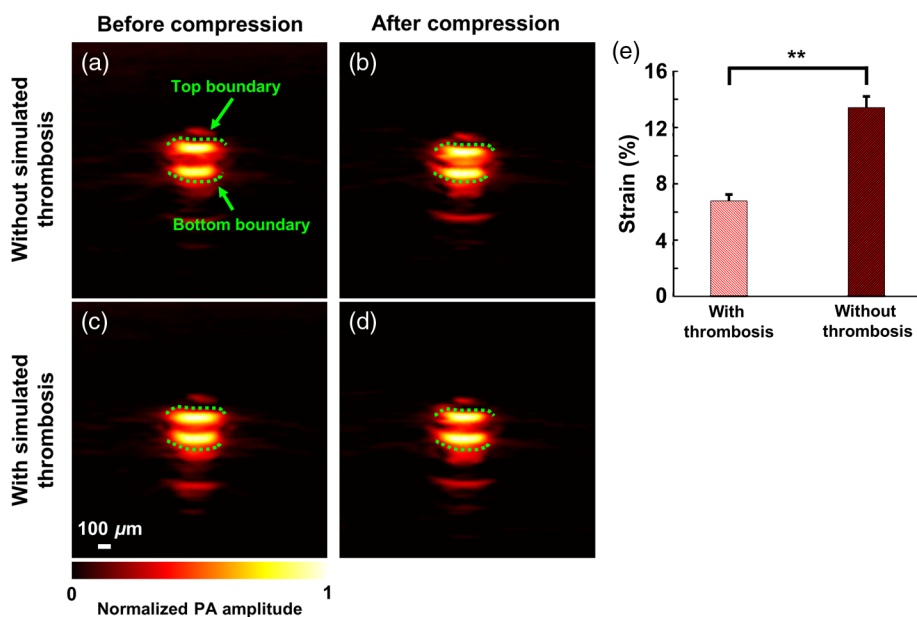 Before compression
After compression
Without simulated
thrombosis
(a)
Top boundary
Bottom boundary
(b)
With simulated
thrombosis
(c)
100 µm
(d)
0
1
Normalized PA amplitude
(e)
**
Strain (%)
16
12
8
4
0
With
thrombosis
Without
thrombosis